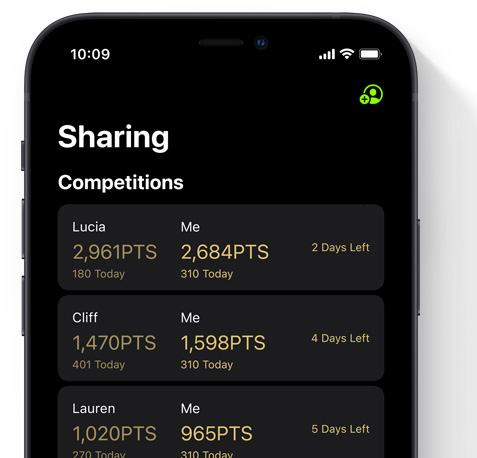 10:09
Sharing
Competitions
Lucia Me
2,961PTS 2,684PTS 2 Days Left
180 Today 310 Today
Cliff Me
1,470PTS 1,598PTS 4 Days Left
401 Today 310 Today
Lauren Me
1,020PTS 965PTS 5 Days Left
270 Today 310 Today